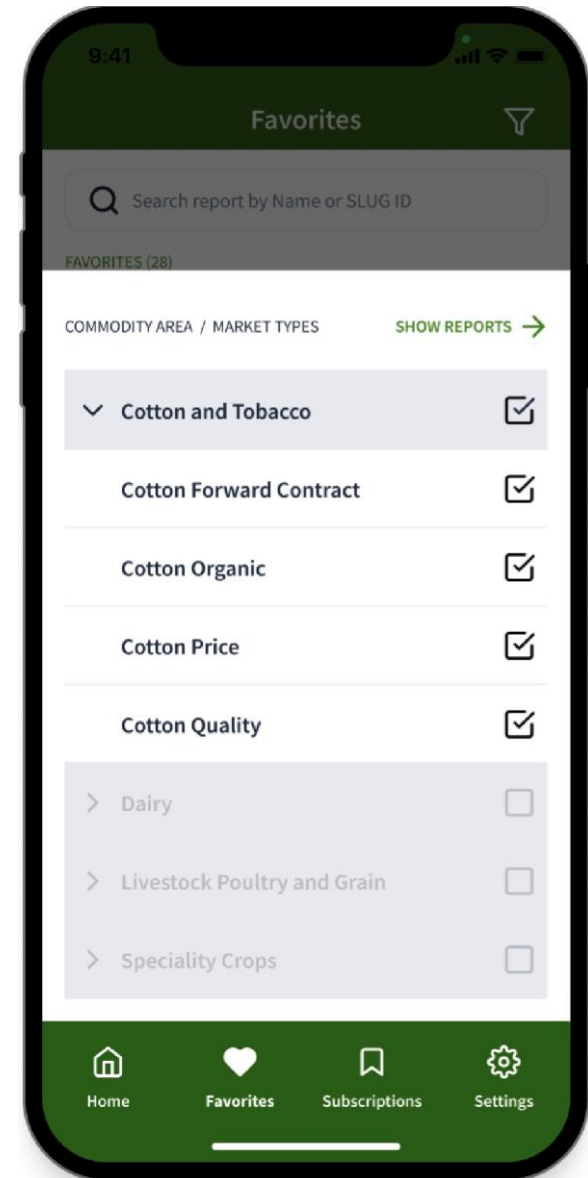 9:41
Favorites
Search report by Name or SLUG ID
FAVORITES (28)
COMMODITY AREA / MARKET TYPES SHOW REPORTS
Cotton and Tobacco
Cotton Forward Contract
Cotton Organic
Cotton Price
Cotton Quality
Dairy
Livestock Poultry and Grain
Speciality Crops
Home Favorites Subscriptions Settings